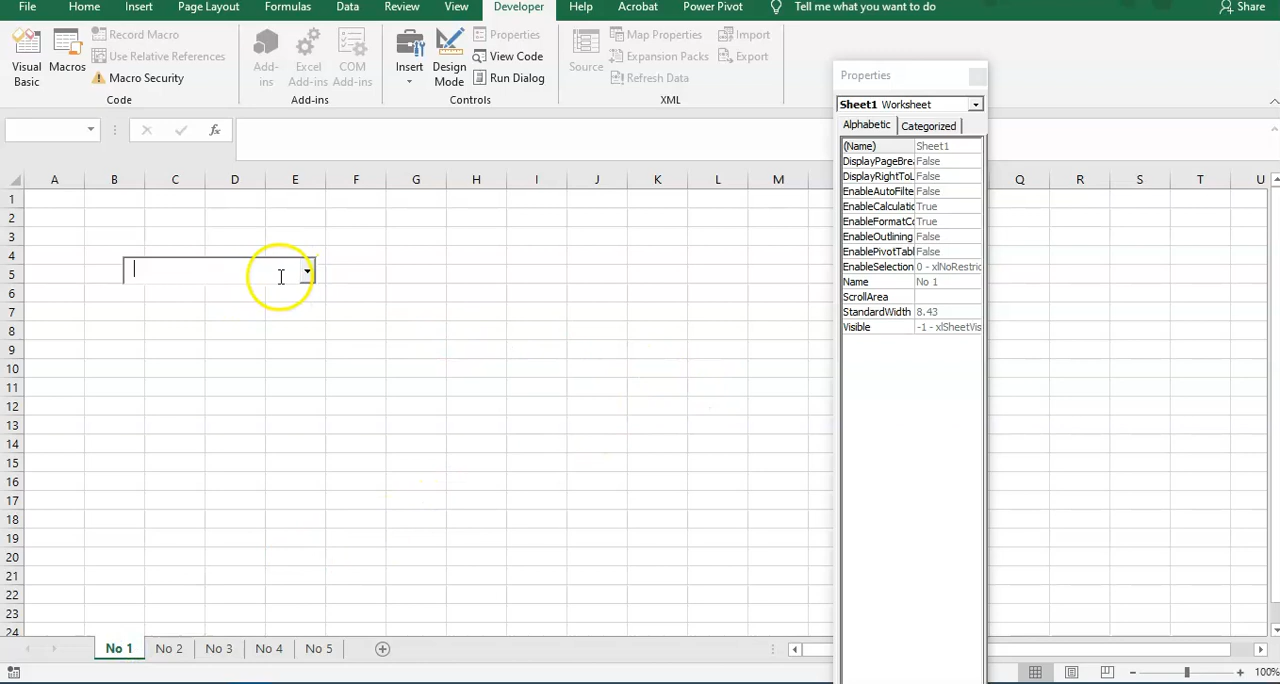 File Home Insert Page Layout Formulas Data Review View Developer Help Acrobat Power Pivot Tell me what you want to do Share
Visual Basic
Macros
Record Macro
Use Relative References
Macro Security
Code
Add-ins
Excel Add-ins
COM Add-ins
Add-ins
Insert
Design Mode
Properties
View Code
Run Dialog
Controls
Source
Map Properties
Expansion Packs
Refresh Data
Import
Export
XML
fx
A B C D E F G H I J K L M Q R S T U
1
2
3
4
5
6
7
8
9
10
11
12
13
14
15
16
17
18
19
20
21
22
23
24
Properties
Sheet1 Worksheet
Alphabetic Categorized
(Name) Sheet1
DisplayPageBrea False
DisplayRightToL False
EnableAutoFilte False
EnableCalculatio True
EnableFormatCo True
EnableOutlining False
EnablePivotTabl False
EnableSelection 0 - xlNoRestric
Name No 1
ScrollArea
StandardWidth 8.43
Visible -1 - xlSheetVis
No 1 No 2 No 3 No 4 No 5
100%